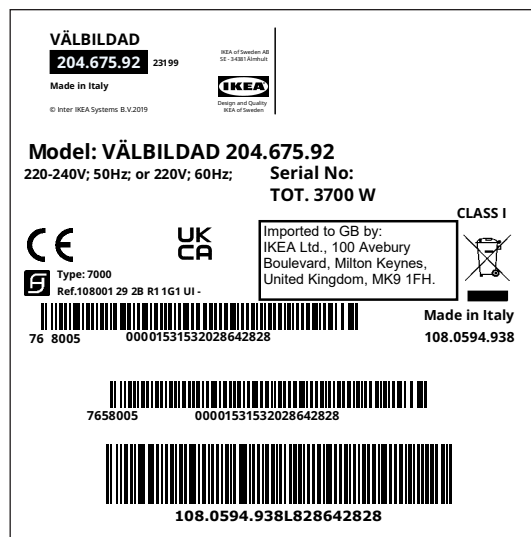 VÄLBILDAD
204.675.92 23199
Made in Italy
© Inter IKEA Systems B.V.2019
IKEA of Sweden AB
SE - 34381 Älmhult
IKEA
Design and Quality
IKEA of Sweden
Model: VÄLBILDAD 204.675.92
220-240V; 50Hz; or 220V; 60Hz;
Serial No:
TOT. 3700 W
CLASS I
CE
UK
CA
Imported to GB by:
IKEA Ltd., 100 Avebury
Boulevard, Milton Keynes,
United Kingdom, MK9 1FH.
Type: 7000
Ref.108001 29 2B R1 1G1 UI -
76 8005 00001531532028642828
Made in Italy
108.0594.938
7658005 00001531532028642828
108.0594.938L828642828